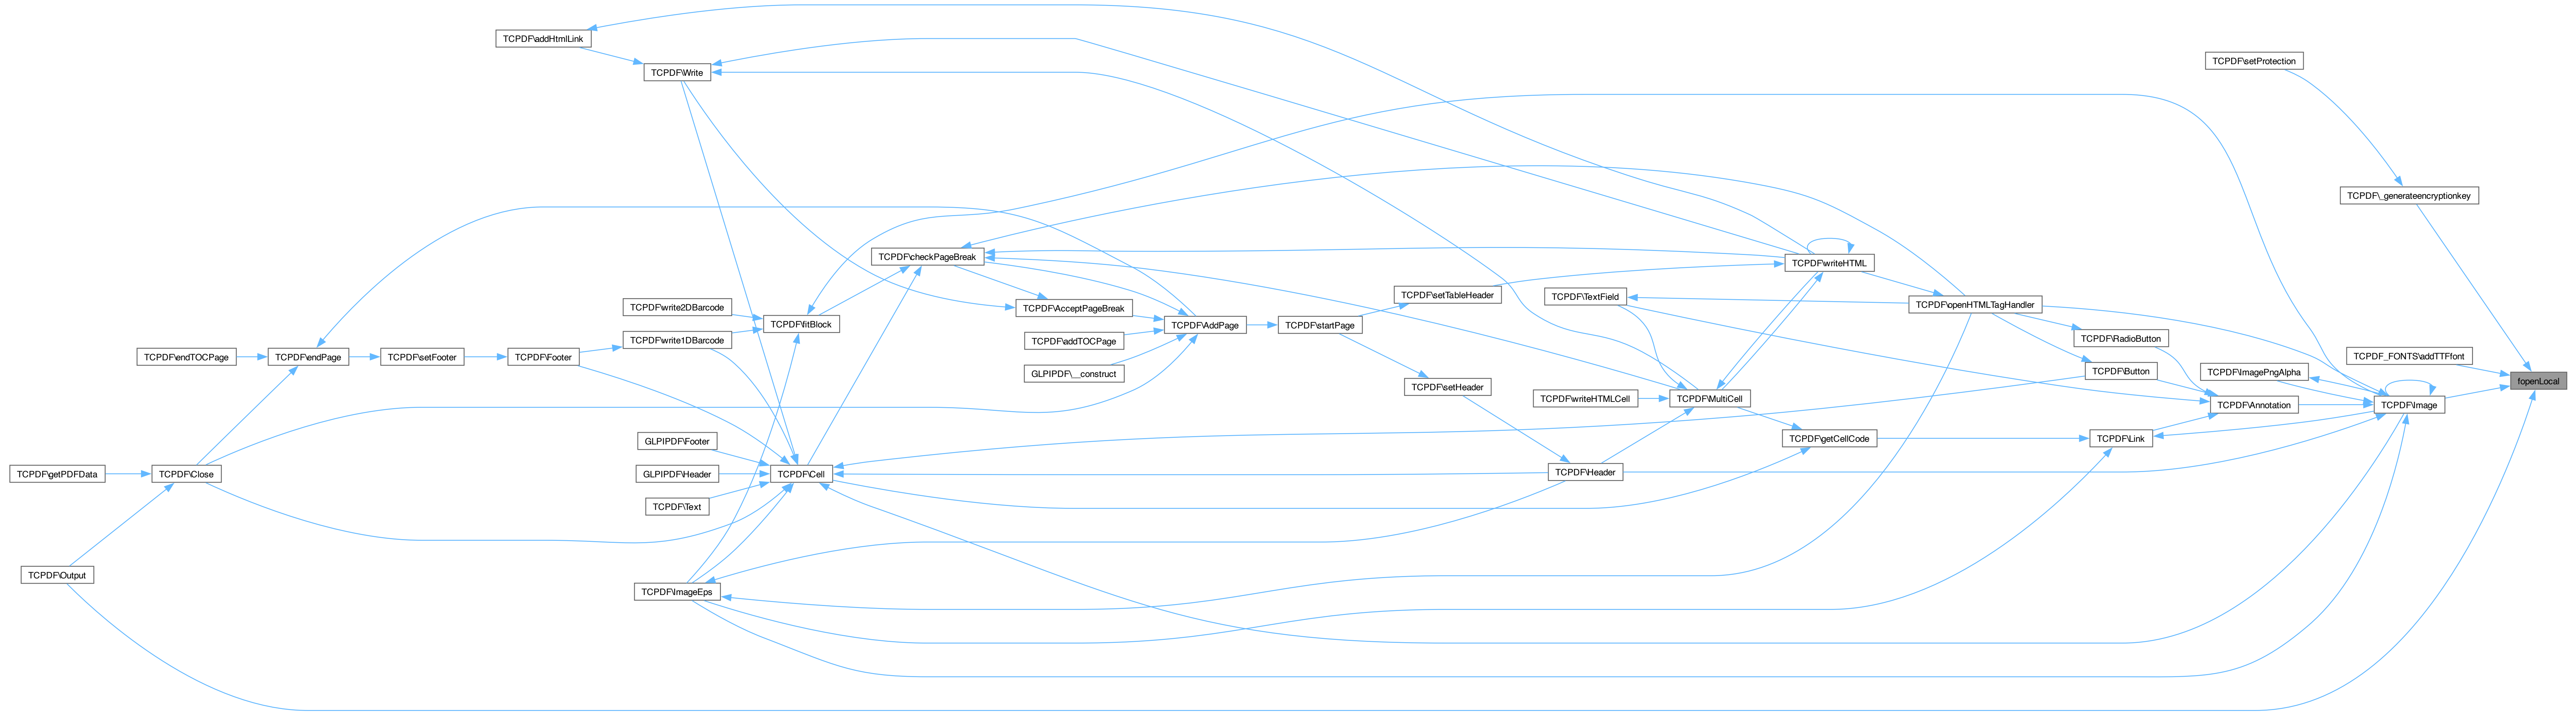 TCPDF\addHtmlLink
TCPDF\setProtection
TCPDF\Write
TCPDF\_generateencryptionkey
TCPDF\checkPageBreak
TCPDF\writeHTML
TCPDF\setTableHeader
TCPDF\TextField
TCPDF\openHTMLTagHandler
TCPDF\write2DBarcode
TCPDF\AcceptPageBreak
TCPDF\fitBlock
TCPDF\AddPage
TCPDF\startPage
TCPDF\RadioButton
TCPDF\write1DBarcode
TCPDF\addTOCPage
TCPDF\endTOCPage
TCPDF\endPage
TCPDF\setFooter
TCPDF\Footer
TCPDF_FONTS\addTTFfont
GLPIPDF\__construct
TCPDF\Button
TCPDF\ImagePngAlpha
fopenLocal
TCPDF\setHeader
TCPDF\writeHTMLCell
TCPDF\MultiCell
TCPDF\Annotation
TCPDF\Image
GLPIPDF\Footer
TCPDF\getCellCode
TCPDF\Link
TCPDF\getPDFData
TCPDF\Close
GLPIPDF\Header
TCPDF\Cell
TCPDF\Header
TCPDF\Text
TCPDF\Output
TCPDF\ImageEps